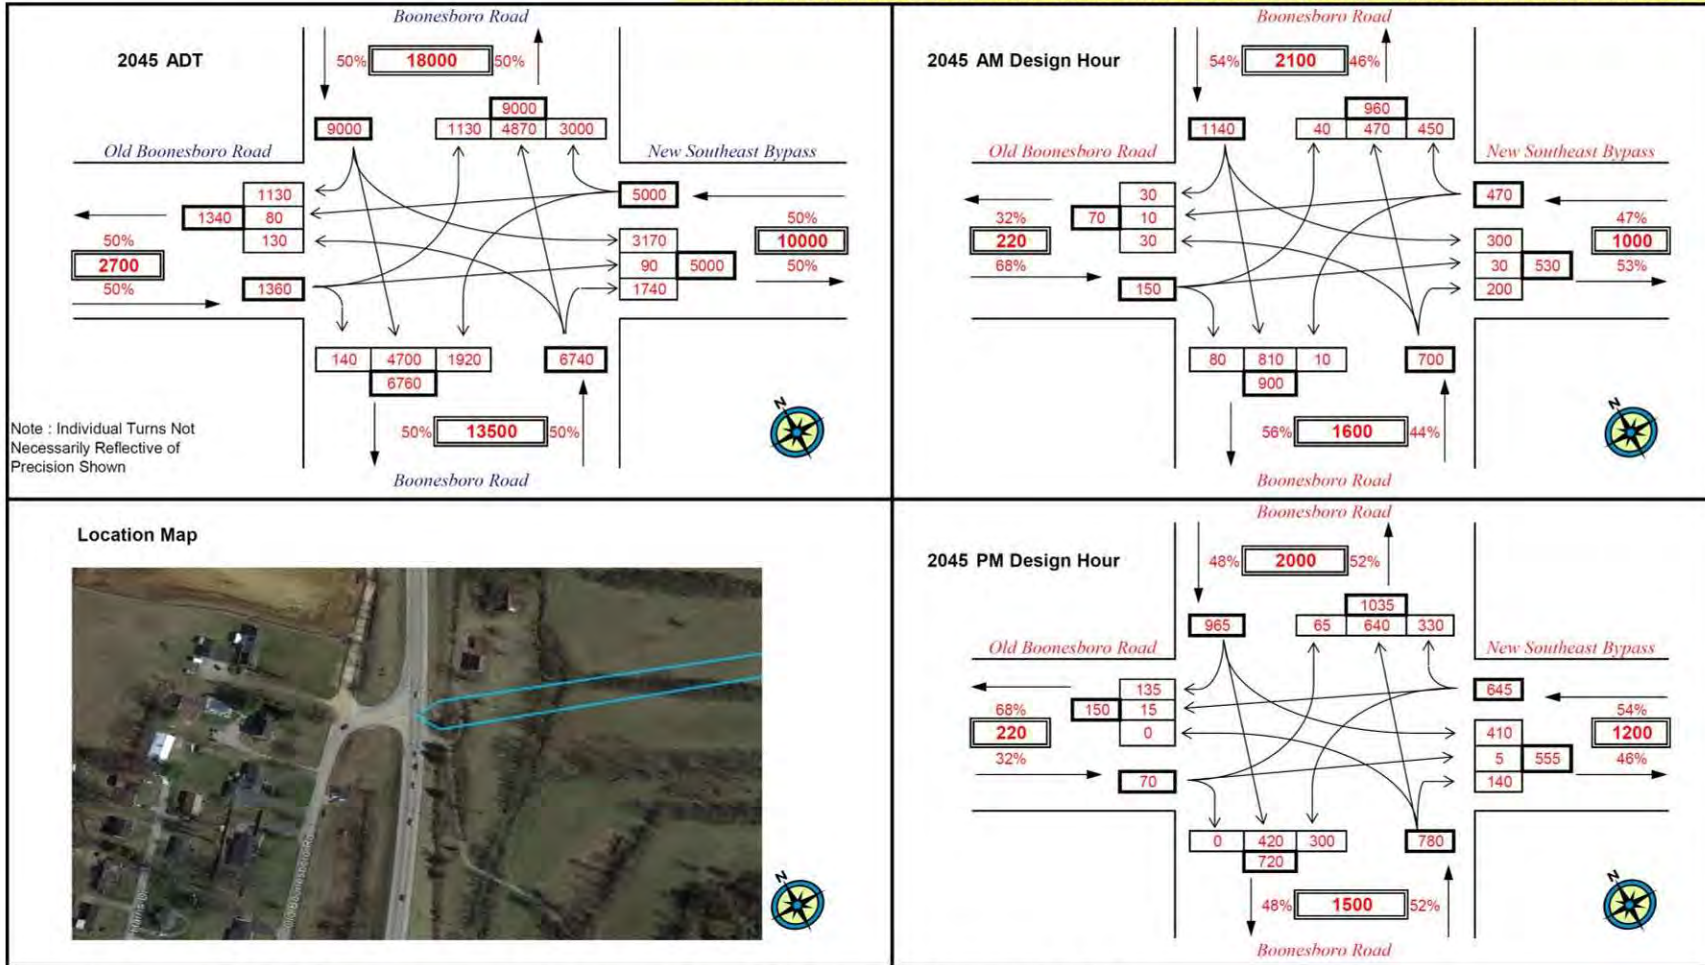 Boonesboro Road
2045 ADT
50% 18000 50%
9000
9000
1130 4870 3000
Old Boonesboro Road
New Southeast Bypass
1130
1340 80
130
50%
2700
50%
1360
5000
50%
3170
10000
90 5000
50%
1740
140 4700 1920
6760
6740
50% 13500 50%
N
Note : Individual Turns Not
Necessarily Reflective of
Precision Shown
Boonesboro Road
Boonesboro Road
2045 AM Design Hour
54% 2100 46%
960
1140
40 470 450
Old Boonesboro Road
New Southeast Bypass
30
70 10
30
32%
220
68%
150
470
47%
300
1000
30 530
53%
200
80 810 10
900
700
56% 1600 44%
N
Boonesboro Road
Location Map
Old Boonesboro Rd
N
Boonesboro Road
2045 PM Design Hour
48% 2000 52%
1035
965
65 640 330
Old Boonesboro Road
New Southeast Bypass
135
150 15
0
68%
220
32%
70
645
54%
410
1200
5 555
46%
140
0 420 300
720
780
48% 1500 52%
N
Boonesboro Road